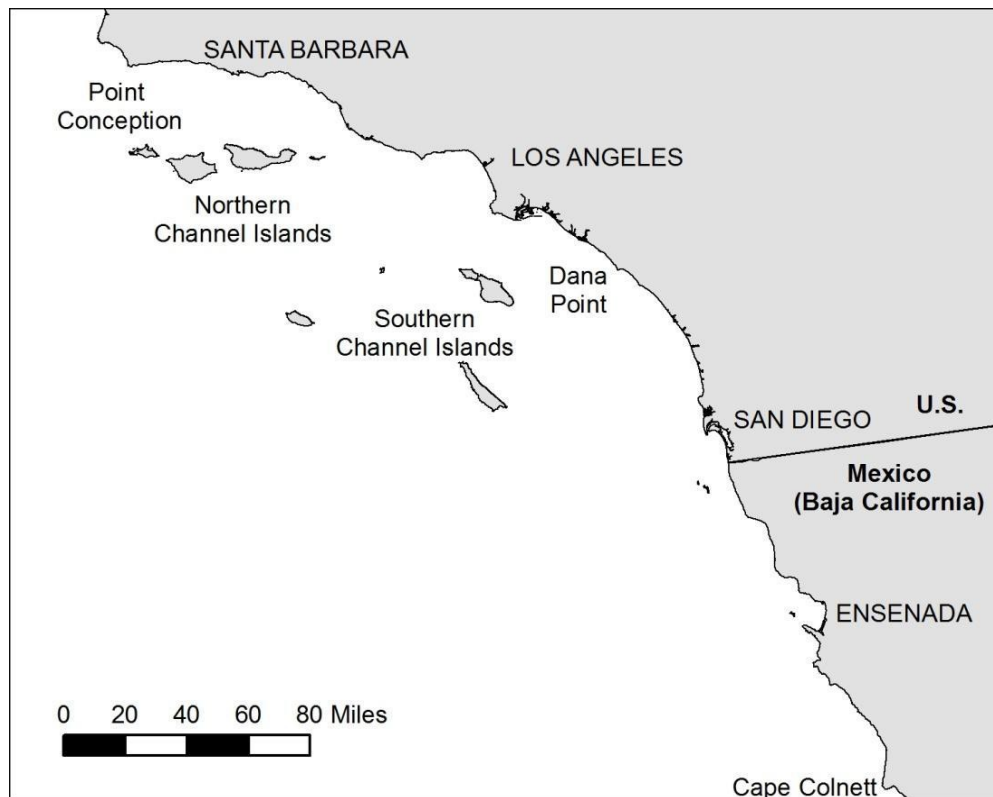 SANTA BARBARA
Point
Conception
LOS ANGELES
Northern
Channel Islands
Dana
Point
Southern
Channel Islands
U.S.
SAN DIEGO
Mexico
(Baja California)
ENSENADA
0 20 40 60 80 Miles
Cape Colnett